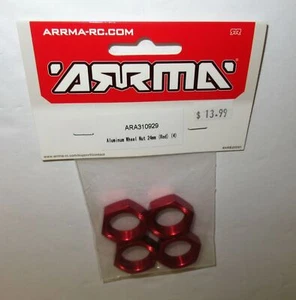 ARRMA-RC.COM
ARRMA
$ 13.99
ARA310929
Aluminum Wheel Nut 24mm (Red) (4)